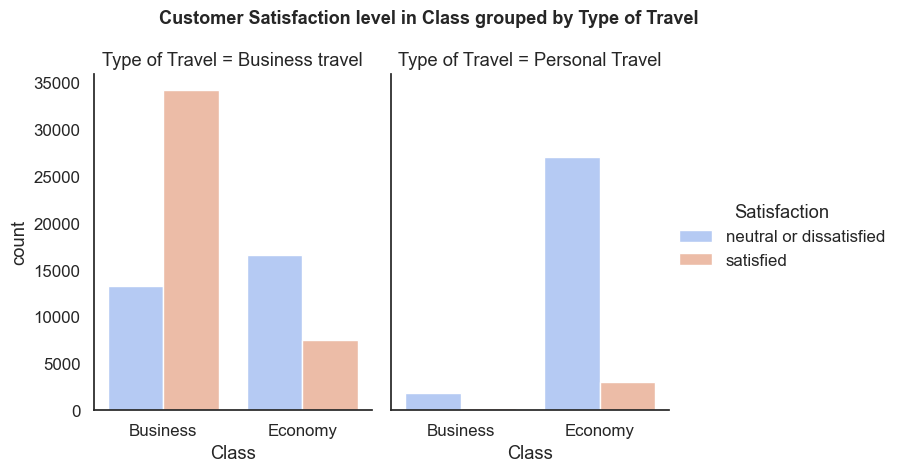 Customer Satisfaction level in Class grouped by Type of Travel
Type of Travel = Business travel
Type of Travel = Personal Travel
35000
30000
25000
20000
15000
10000
5000
0
count
Business
Economy
Class
Business
Economy
Class
Satisfaction
neutral or dissatisfied
satisfied